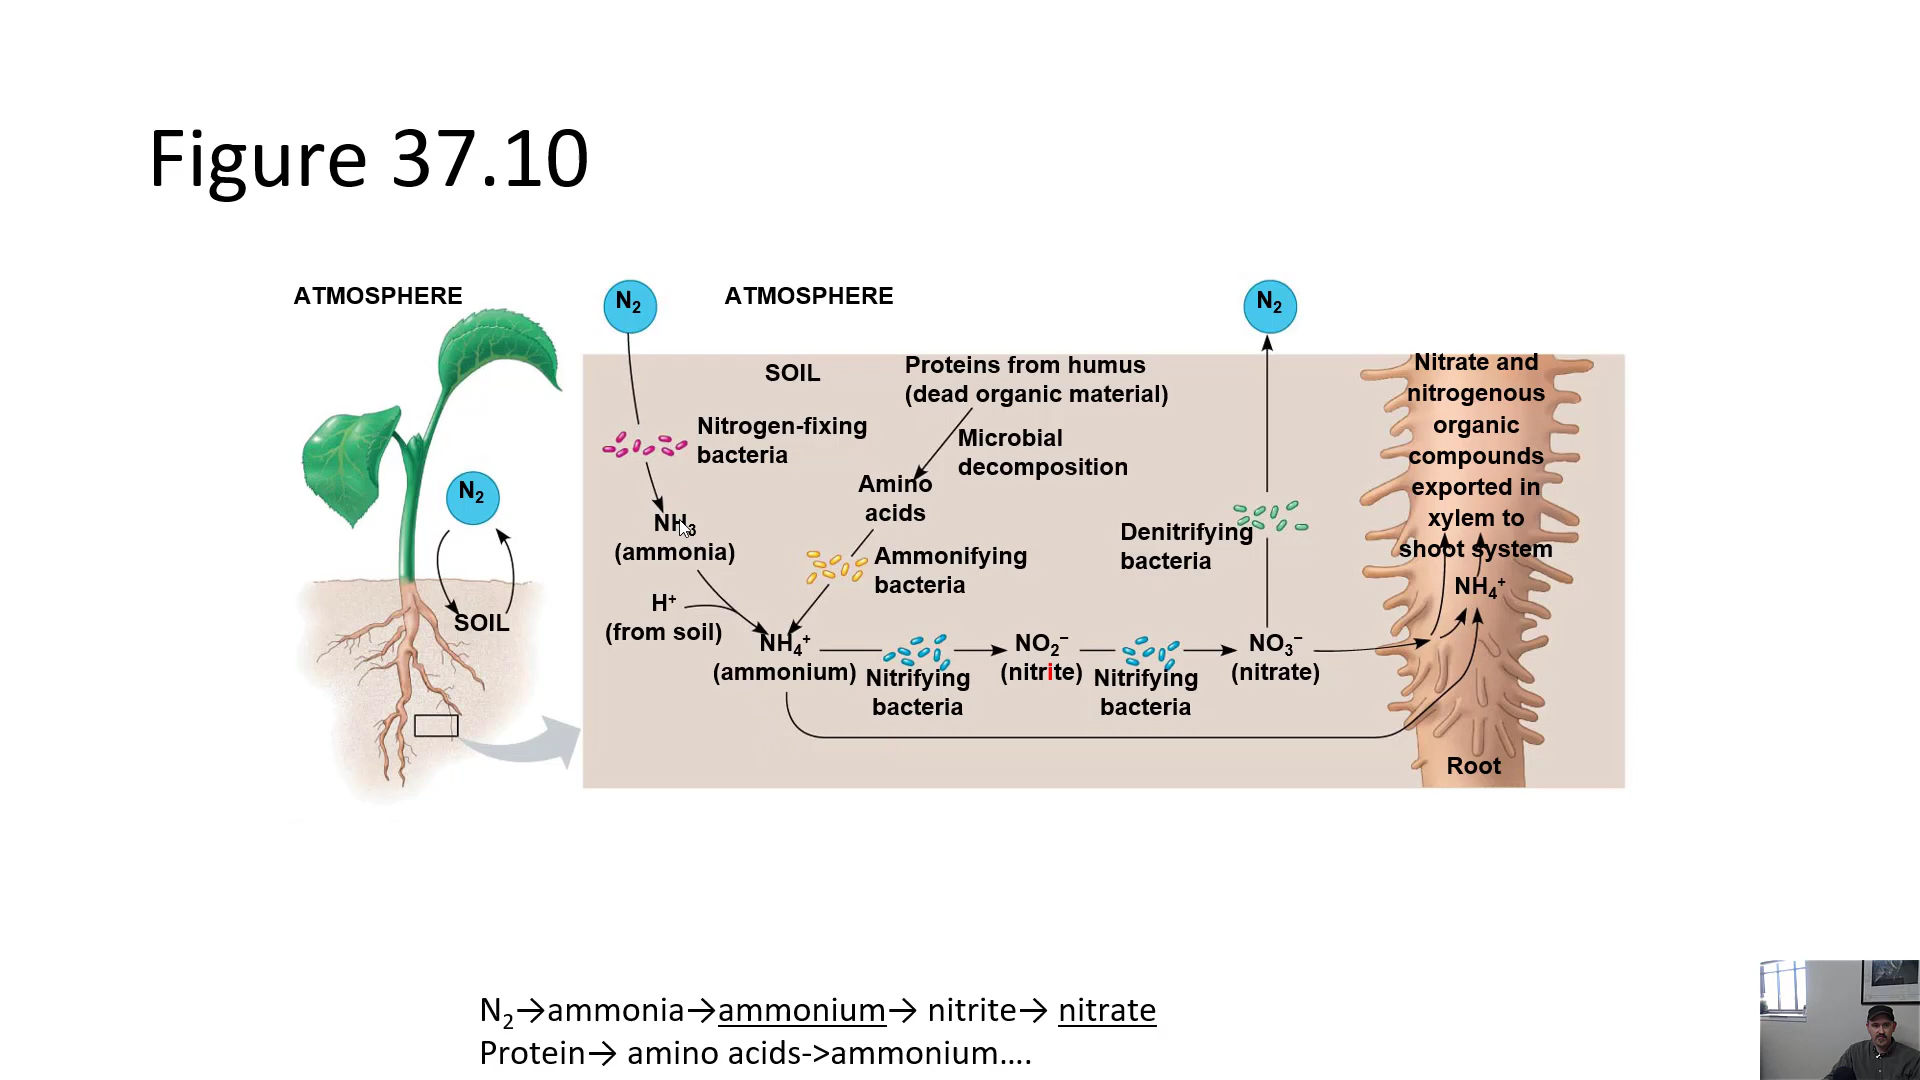 Figure 37.10
ATMOSPHERE
N₂
SOIL
N₂
ATMOSPHERE
N₂
SOIL
Proteins from humus
(dead organic material)
Nitrogen-fixing
bacteria
Microbial
decomposition
Amino
acids
NH₃
(ammonia)
Ammonifying
bacteria
Denitrifying
bacteria
H⁺
(from soil)
NH₄⁺
(ammonium)
Nitrifying
bacteria
NO₂⁻
(nitrite)
Nitrifying
bacteria
NO₃⁻
(nitrate)
Nitrate and
nitrogenous
organic
compounds
exported in
xylem to
shoot system
NH₄⁺
Root
N₂→ammonia→ammonium→ nitrite→ nitrate
Protein→ amino acids->ammonium....